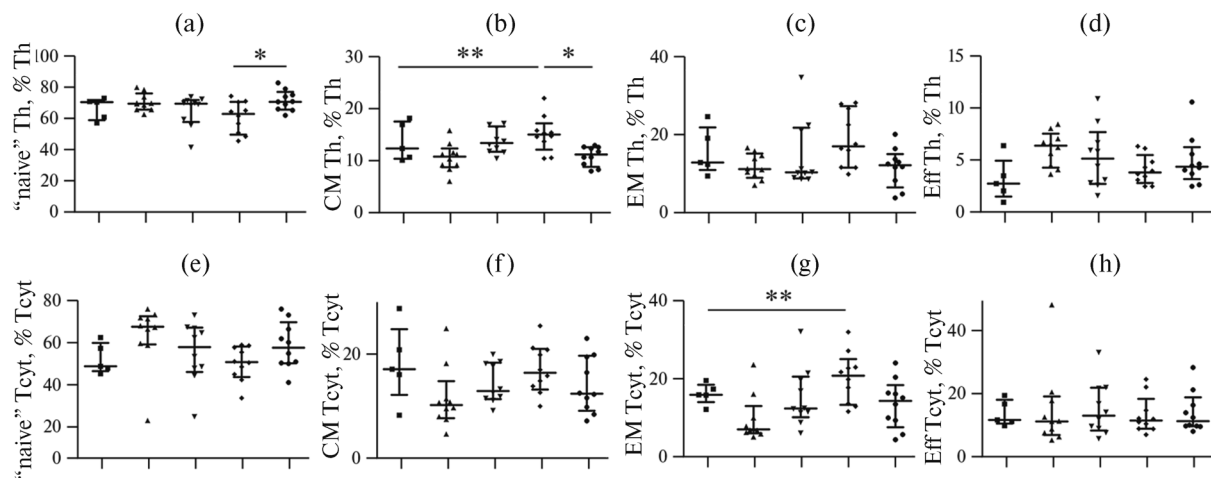 (a)
"naive" Th, % Th
100
80
60
40
20
0
*
(b)
CM Th, % Th
30
20
10
0
**
*
(c)
EM Th, % Th
40
20
0
(d)
Eff Th, % Th
15
10
5
0
(e)
"naive" Tcyt, % Tcyt
80
60
40
20
0
(f)
CM Tcyt, % Tcyt
20
0
(g)
EM Tcyt, % Tcyt
40
20
0
**
(h)
Eff Tcyt, % Tcyt
40
20
0